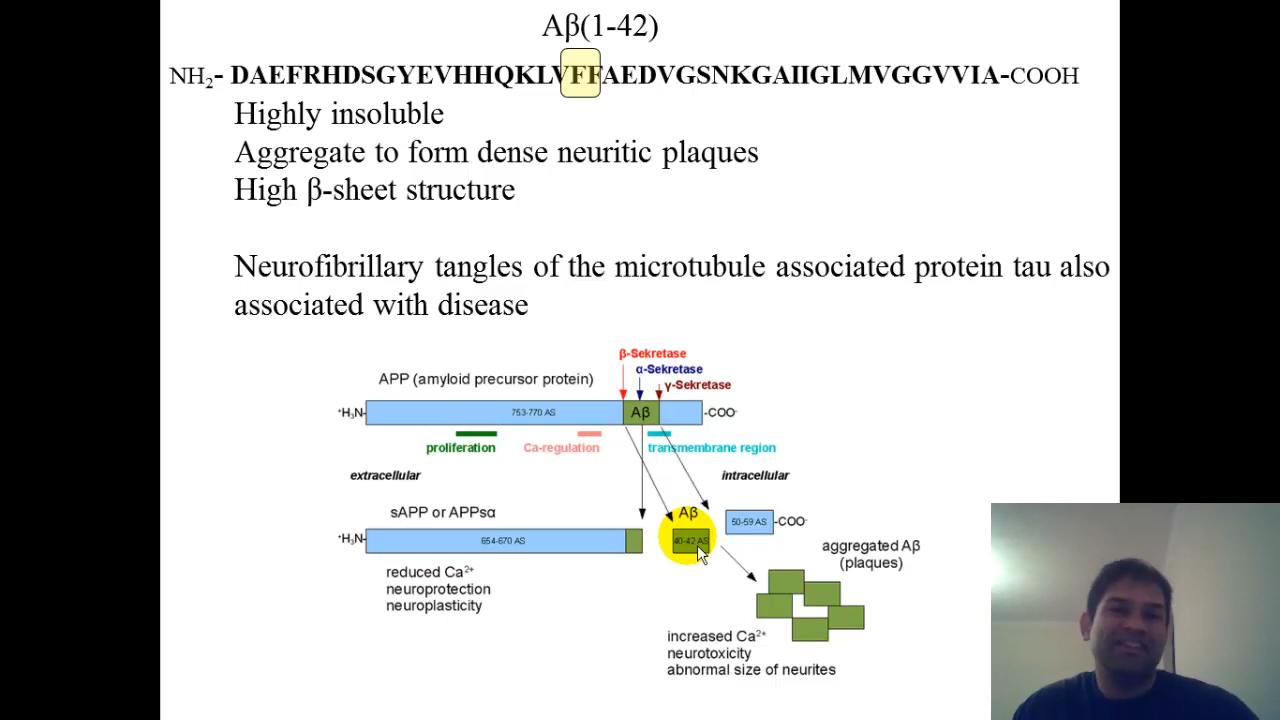 Aβ(1-42)
NH2- DAEFRHDSGYEVHHQKLVFFAEDVGSNKGAIIGLMVGGVVIA-COOH
Highly insoluble
Aggregate to form dense neuritic plaques
High β-sheet structure
Neurofibrillary tangles of the microtubule associated protein tau also
associated with disease
β-Sekretase
α-Sekretase
γ-Sekretase
APP (amyloid precursor protein)
+H3N-
753-770 AS
Aβ
-COO-
proliferation
Ca-regulation
transmembrane region
extracellular
intracellular
sAPP or APPsα
Aβ
50-59 AS
-COO-
+H3N-
654-670 AS
40-42 AS
aggregated Aβ
(plaques)
reduced Ca2+
neuroprotection
neuroplasticity
increased Ca2+
neurotoxicity
abnormal size of neurites